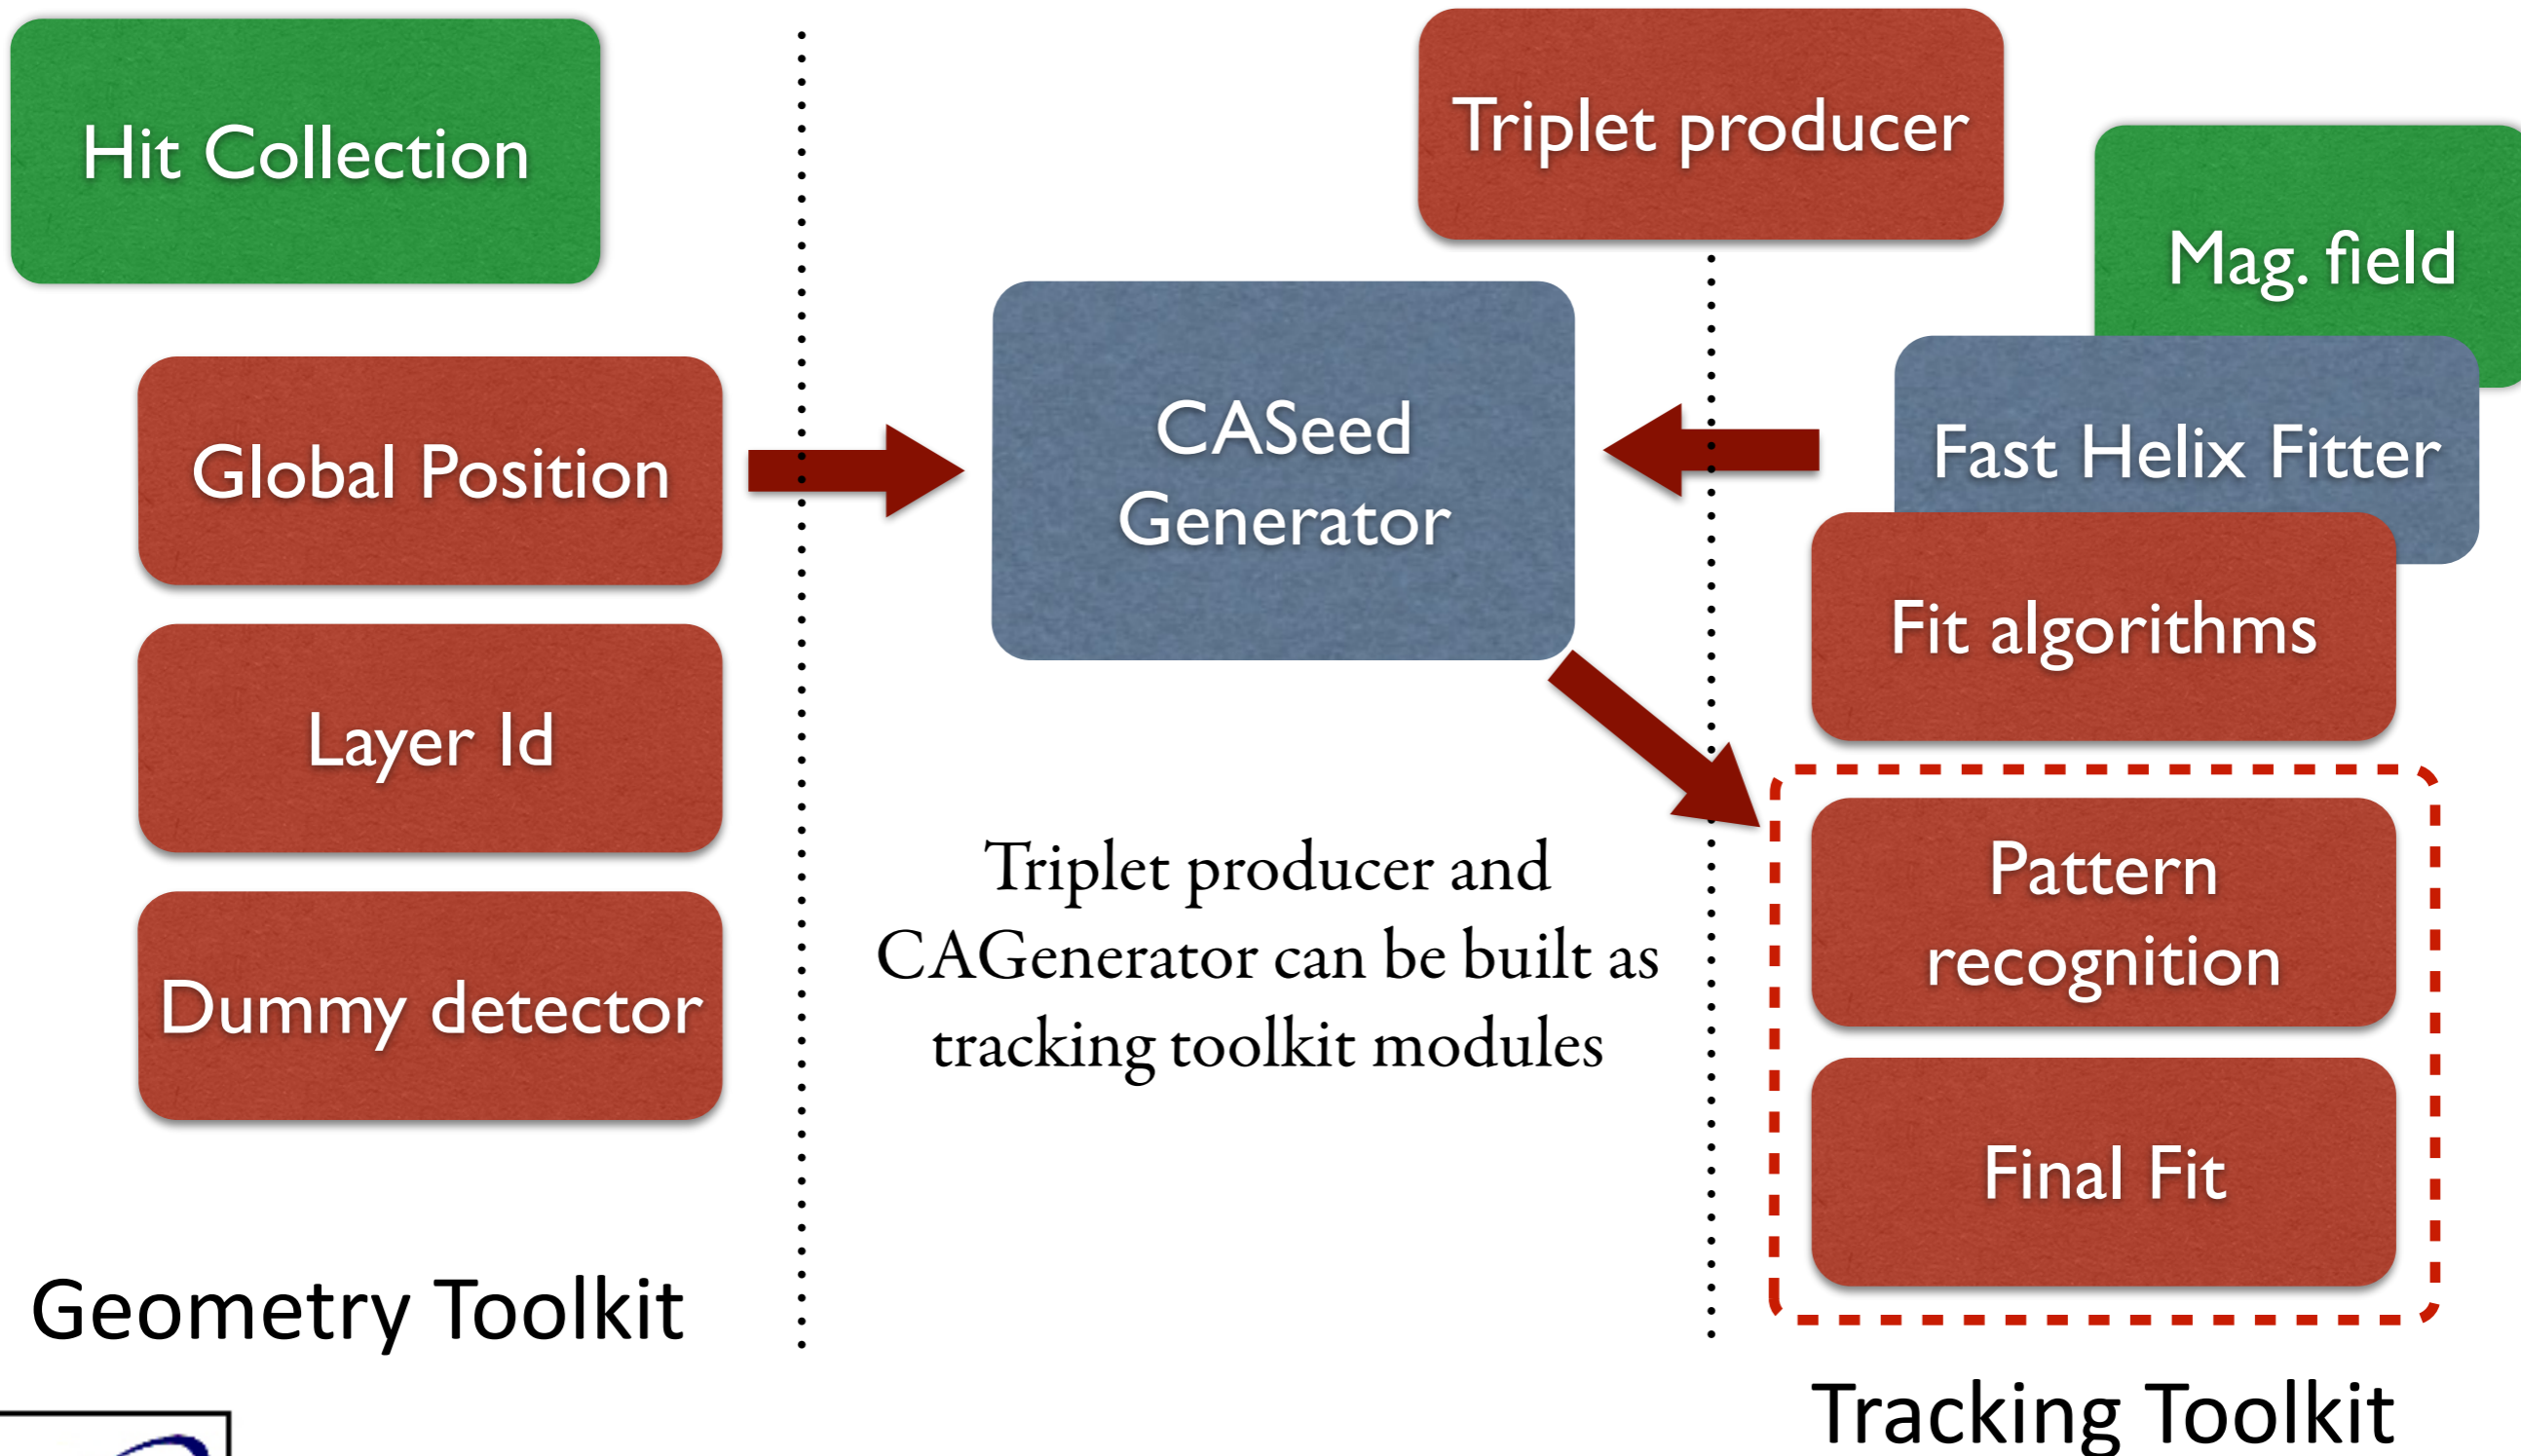 Hit Collection
Global Position
Layer Id
Dummy detector
Geometry Toolkit
CASeed
Generator
Triplet producer and
CAGenerator can be built as
tracking toolkit modules
Triplet producer
Mag. field
Fast Helix Fitter
Fit algorithms
Pattern
recognition
Final Fit
Tracking Toolkit